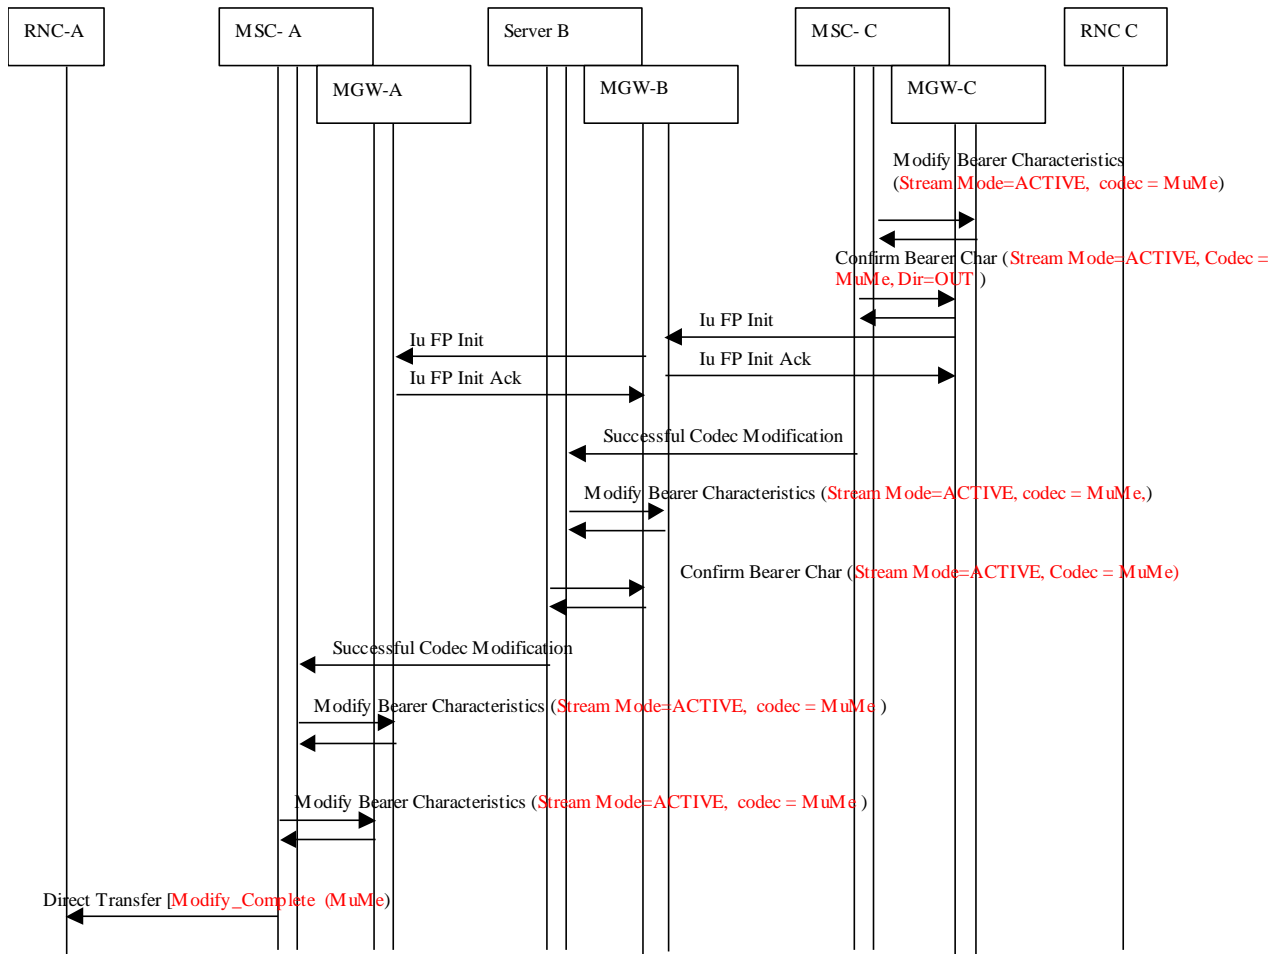 RNC-A
MSC- A
Server B
MSC- C
RNC C
MGW-A
MGW-B
MGW-C
Modify Bearer Characteristics
(Stream Mode=ACTIVE, codec = MuMe)
Confirm Bearer Char (Stream Mode=ACTIVE, Codec =
MuMe, Dir=OUT )
Iu FP Init
Iu FP Init
Iu FP Init Ack
Iu FP Init Ack
Successful Codec Modification
Modify Bearer Characteristics (Stream Mode=ACTIVE, codec = MuMe,)
Confirm Bearer Char (Stream Mode=ACTIVE, Codec = MuMe)
Successful Codec Modification
Modify Bearer Characteristics (Stream Mode=ACTIVE, codec = MuMe )
Modify Bearer Characteristics (Stream Mode=ACTIVE, codec = MuMe )
Direct Transfer [Modify_Complete (MuMe)